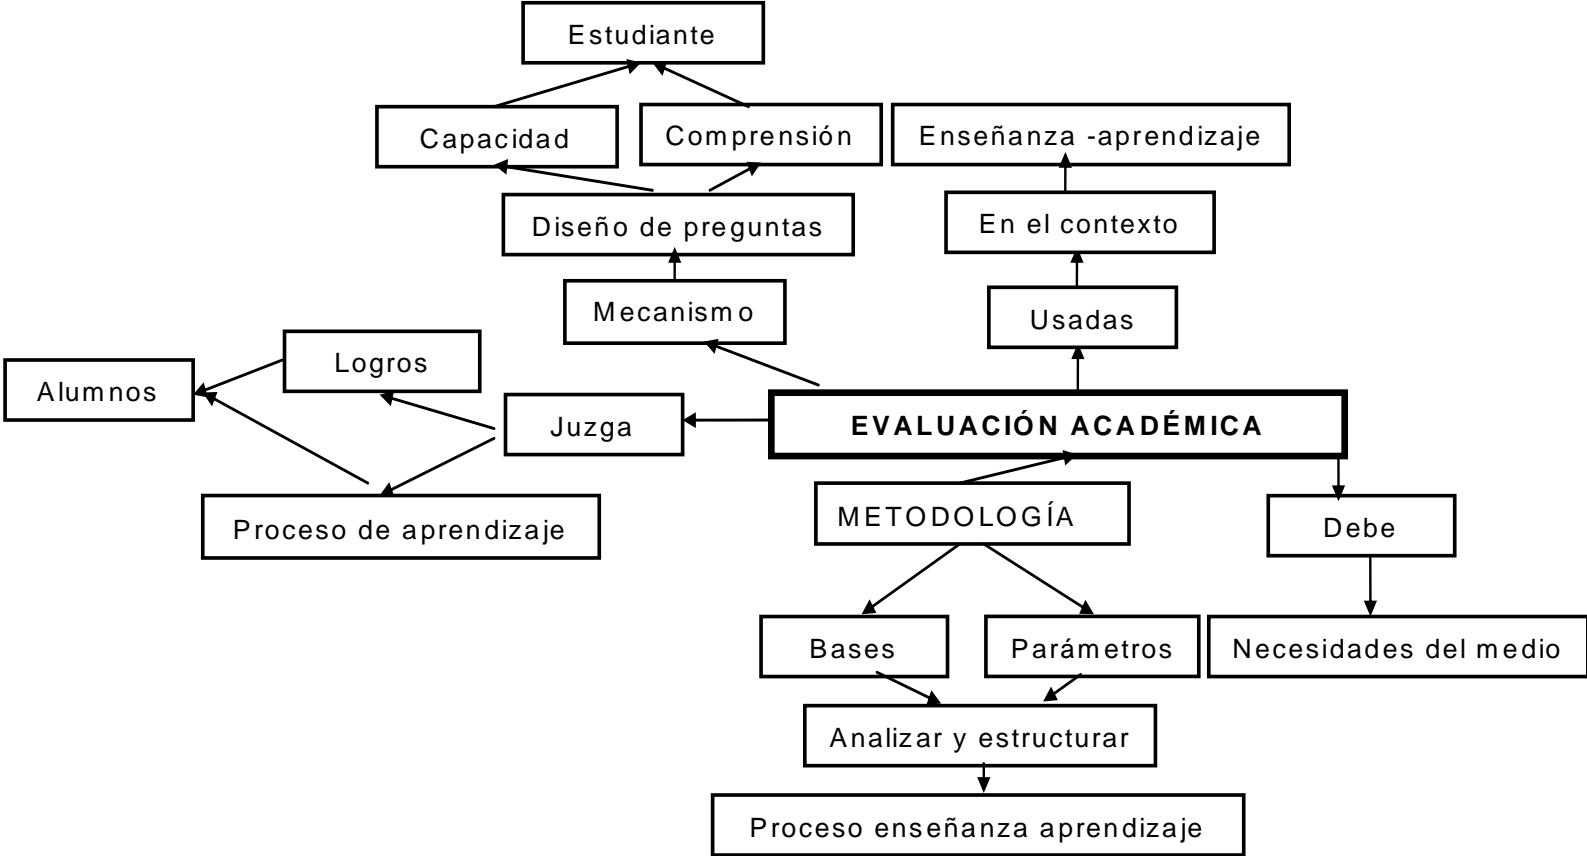 Estudiante
Capacidad
Comprensión
Enseñanza -aprendizaje
Diseño de preguntas
En el contexto
Mecanismo
Usadas
Logros
Alumnos
Juzga
EVALUACIÓN ACADÉMICA
Proceso de aprendizaje
METODOLOGÍA
Debe
Bases
Parámetros
Necesidades del medio
Analizar y estructurar
Proceso enseñanza aprendizaje